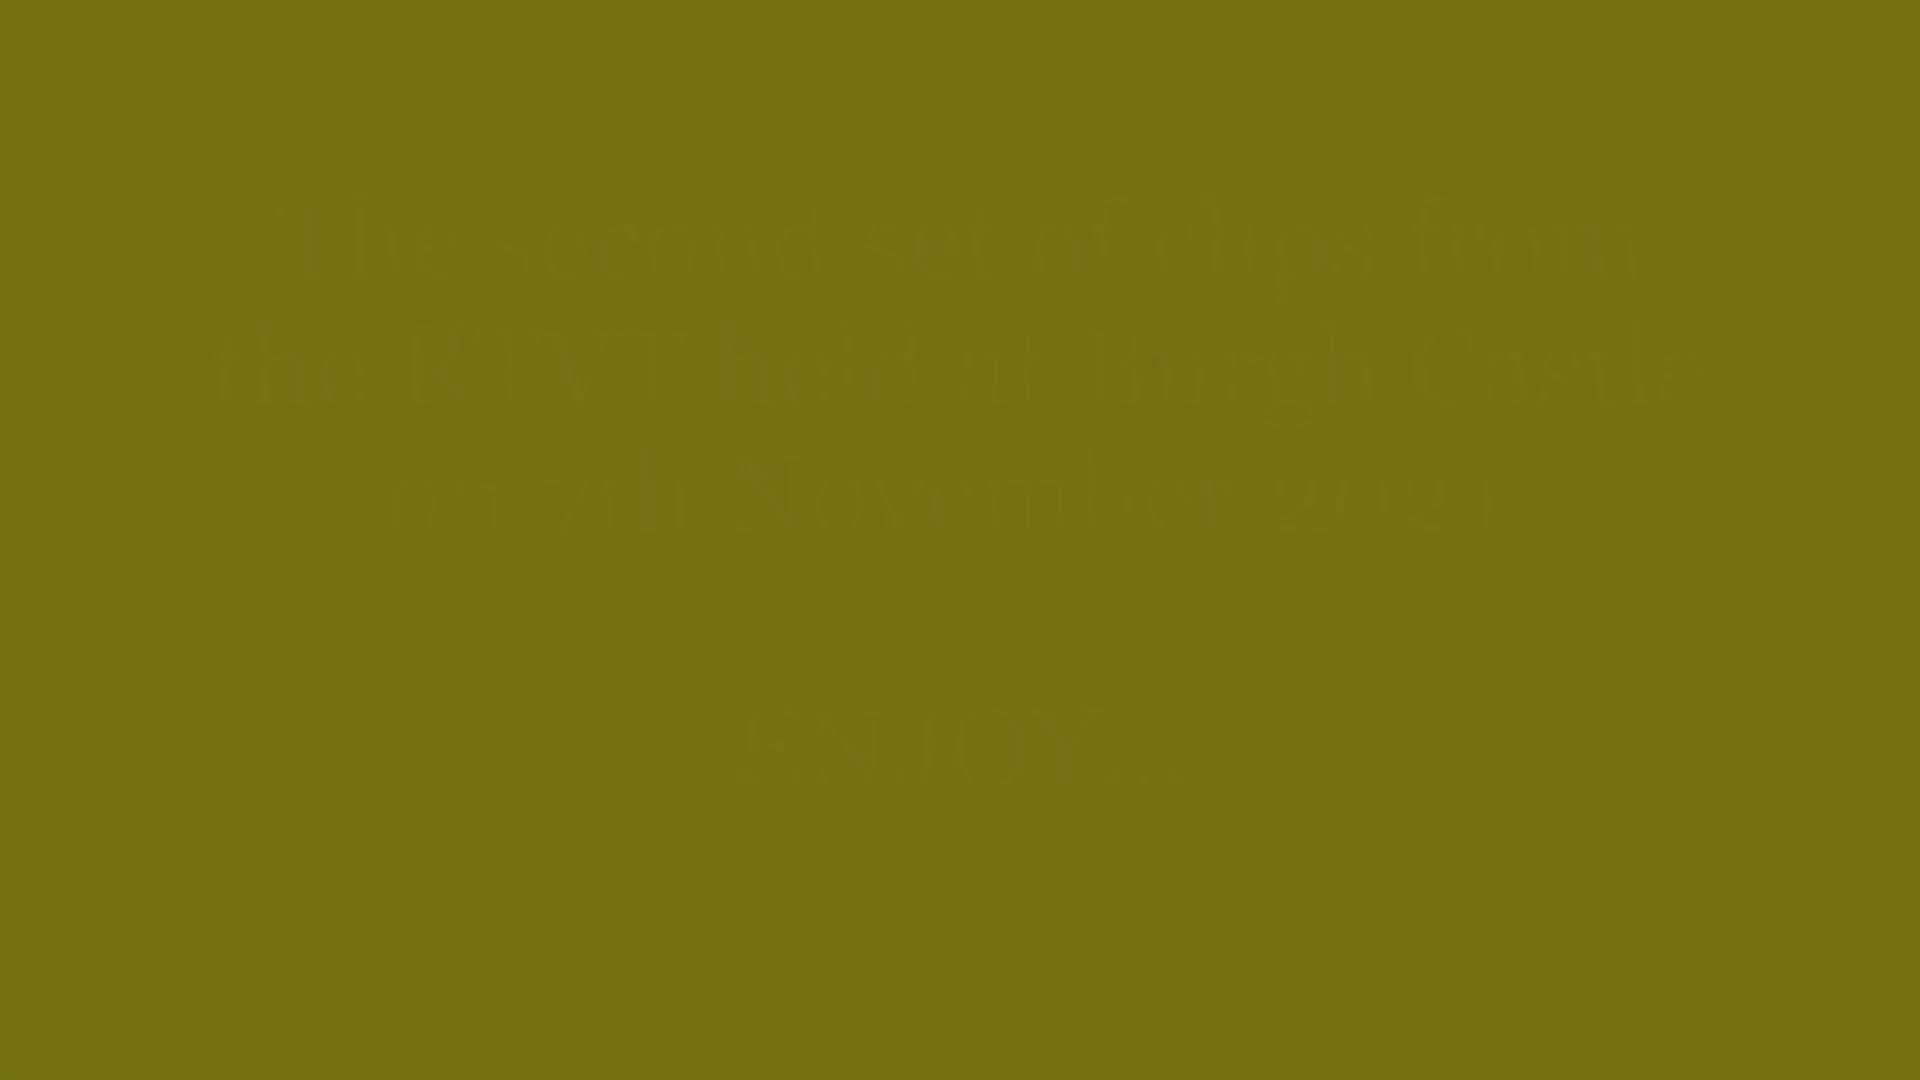 The second set of clips from
the RTVT held at Burgh Castle
on 7th November 2021.
ENJOY...